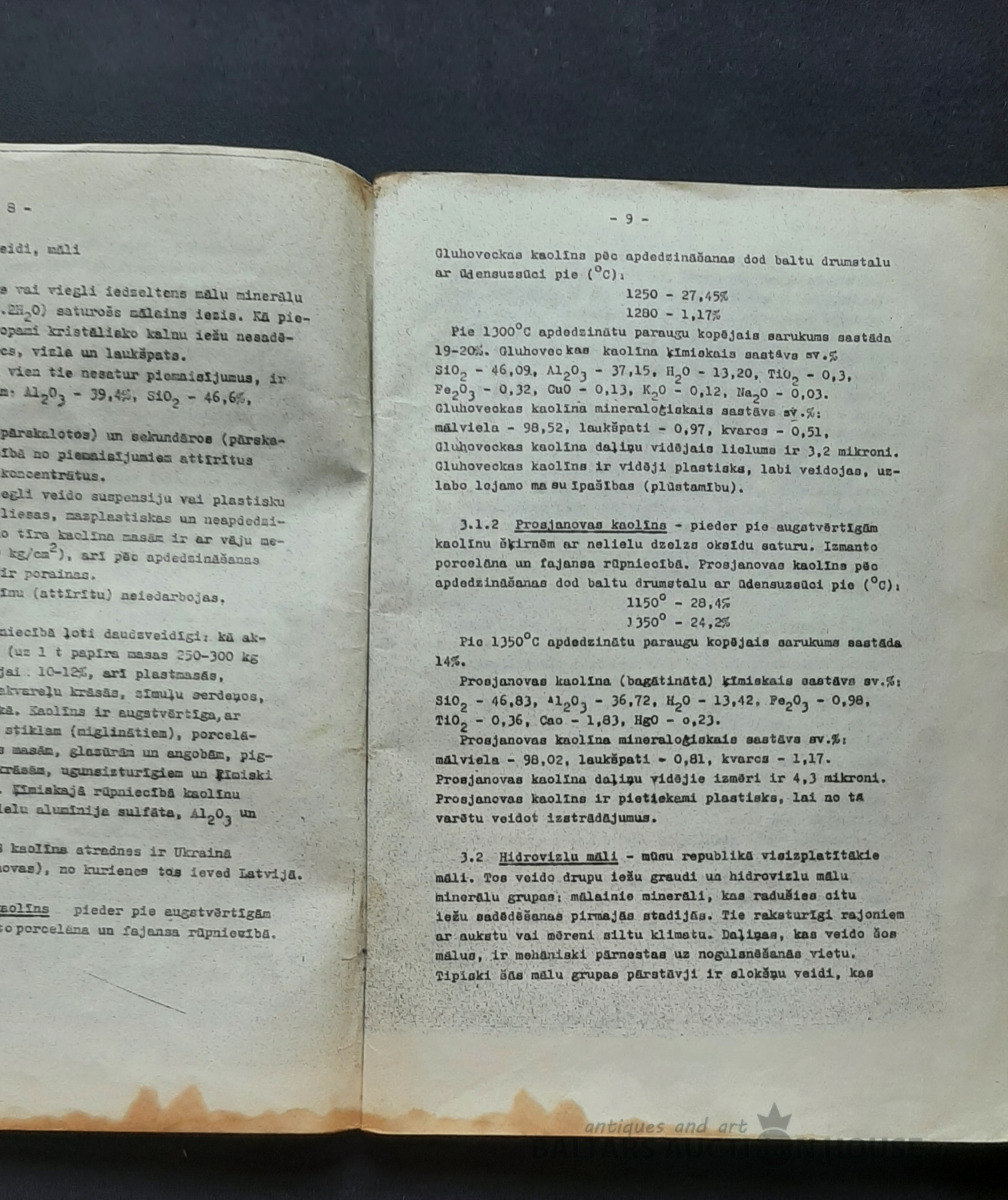 8 -
eidi, māli
s vai viegli iedzeltens mālu minerālu
.2H₂O) saturošs mālains iezis. Kā pie-
opami kristālisko kalnu iežu nesadē-
cs, vizla un laukšpats.
vien tie nesatur piemaisījumus, ir
m: Al₂O₃ - 39,4%, SiO₂ - 46,6%,
pārskalotos) un sekundāros (pārska-
ībā no piemaisījumiem attīrītus
koncentrātus.
egli veido suspensiju vai plastisku
liesas, mazplastiskas un neapdedzi-
o tīra kaolīna masām ir ar vāju me-
kg/cm²), arī pēc apdedzināšanas
ir porainas.
īnu (attīrītu) neiedarbojas.
niecībā ļoti daudzveidīgi: kā ak-
(uz 1 t papīra masas 250-300 kg
jai 10-12%, arī plastmasās,
akvareļu krāsās, zīmuļu serdeņos,
kā. Kaolīns ir augstvērtīga,ar
stiklam (miglinātiem), porcelā-
s masām, glazūrām un angobām, pig-
krāsām, ugunsizturīgiem un ķīmiski
. Ķīmiskajā rūpniecībā kaolīnu
ielu alumīnija sulfāta, Al₂O₃ un
š kaolīna atradnes ir Ukrainā
novas), no kurienes tos ieved Latvijā.
kaolīns pieder pie augstvērtīgām
to porcelāna un fajansa rūpniecībā.
- 9 -
Gluhoveckas kaolīns pēc apdedzināšanas dod baltu drumstalu
ar ūdensuzsūci pie (°C):
1250 - 27,45%
1280 - 1,17%
Pie 1300°C apdedzinātu paraugu kopējais sarukums sastāda
19-20%. Gluhoveckas kaolīna ķīmiskais sastāvs sv.%
SiO₂ - 46,09, Al₂O₃ - 37,15, H₂O - 13,20, TiO₂ - 0,3,
Fe₂O₃ - 0,32, CuO - 0,13, K₂O - 0,12, Na₂O - 0,03.
Gluhoveckas kaolīna mineraloģiskais sastāvs sv.%:
mālviela - 98,52, laukšpati - 0,97, kvarcs - 0,51,
Gluhoveckas kaolīna daļiņu vidējais lielums ir 3,2 mikroni.
Gluhoveckas kaolīns ir vidēji plastisks, labi veidojas, uz-
labo lojamo masu īpašības (plūstamību).
3.1.2 Prosjanovas kaolīns - pieder pie augstvērtīgām
kaolīnu šķirnēm ar nelielu dzelzs oksīdu saturu. Izmanto
porcelāna un fajansa rūpniecībā. Prosjanovas kaolīns pēc
apdedzināšanas dod baltu drumstalu ar ūdensuzsūci pie (°C):
1150° - 28,4%
1350° - 24,2%
Pie 1350°C apdedzinātu paraugu kopējais sarukums sastāda
14%.
Prosjanovas kaolīna (bagātinātā) ķīmiskais sastāvs sv.%:
SiO₂ - 46,83, Al₂O₃ - 36,72, H₂O - 13,42, Fe₂O₃ - 0,98,
TiO₂ - 0,36, Cao - 1,83, HgO - o,23.
Prosjanovas kaolīna mineraloģiskais sastāvs sv.%:
mālviela - 98,02, laukšpati - 0,81, kvarcs - 1,17.
Prosjanovas kaolīna daļiņu vidējie izmēri ir 4,3 mikroni.
Prosjanovas kaolīns ir pietiekami plastisks, lai no tā
varētu veidot izstrādājumus.
3.2 Hidrovizlu māli - mūsu republikā visizplatītākie
māli. Tos veido drupu iežu graudi un hidrovizlu mālu
minerālu grupas: mālainie minerāli, kas radušies citu
iežu sadēdēšanas pirmajās stadijās. Tie raksturīgi rajoniem
ar aukstu vai mēreni siltu klimatu. Daļiņas, kas veido šos
mālus, ir mehāniski pārnestas uz nogulsnēšanās vietu.
Tipiski šās mālu grupas pārstāvji ir slokšņu veidi, kas
antiques and art
BALTARS AUCTION HOUSE